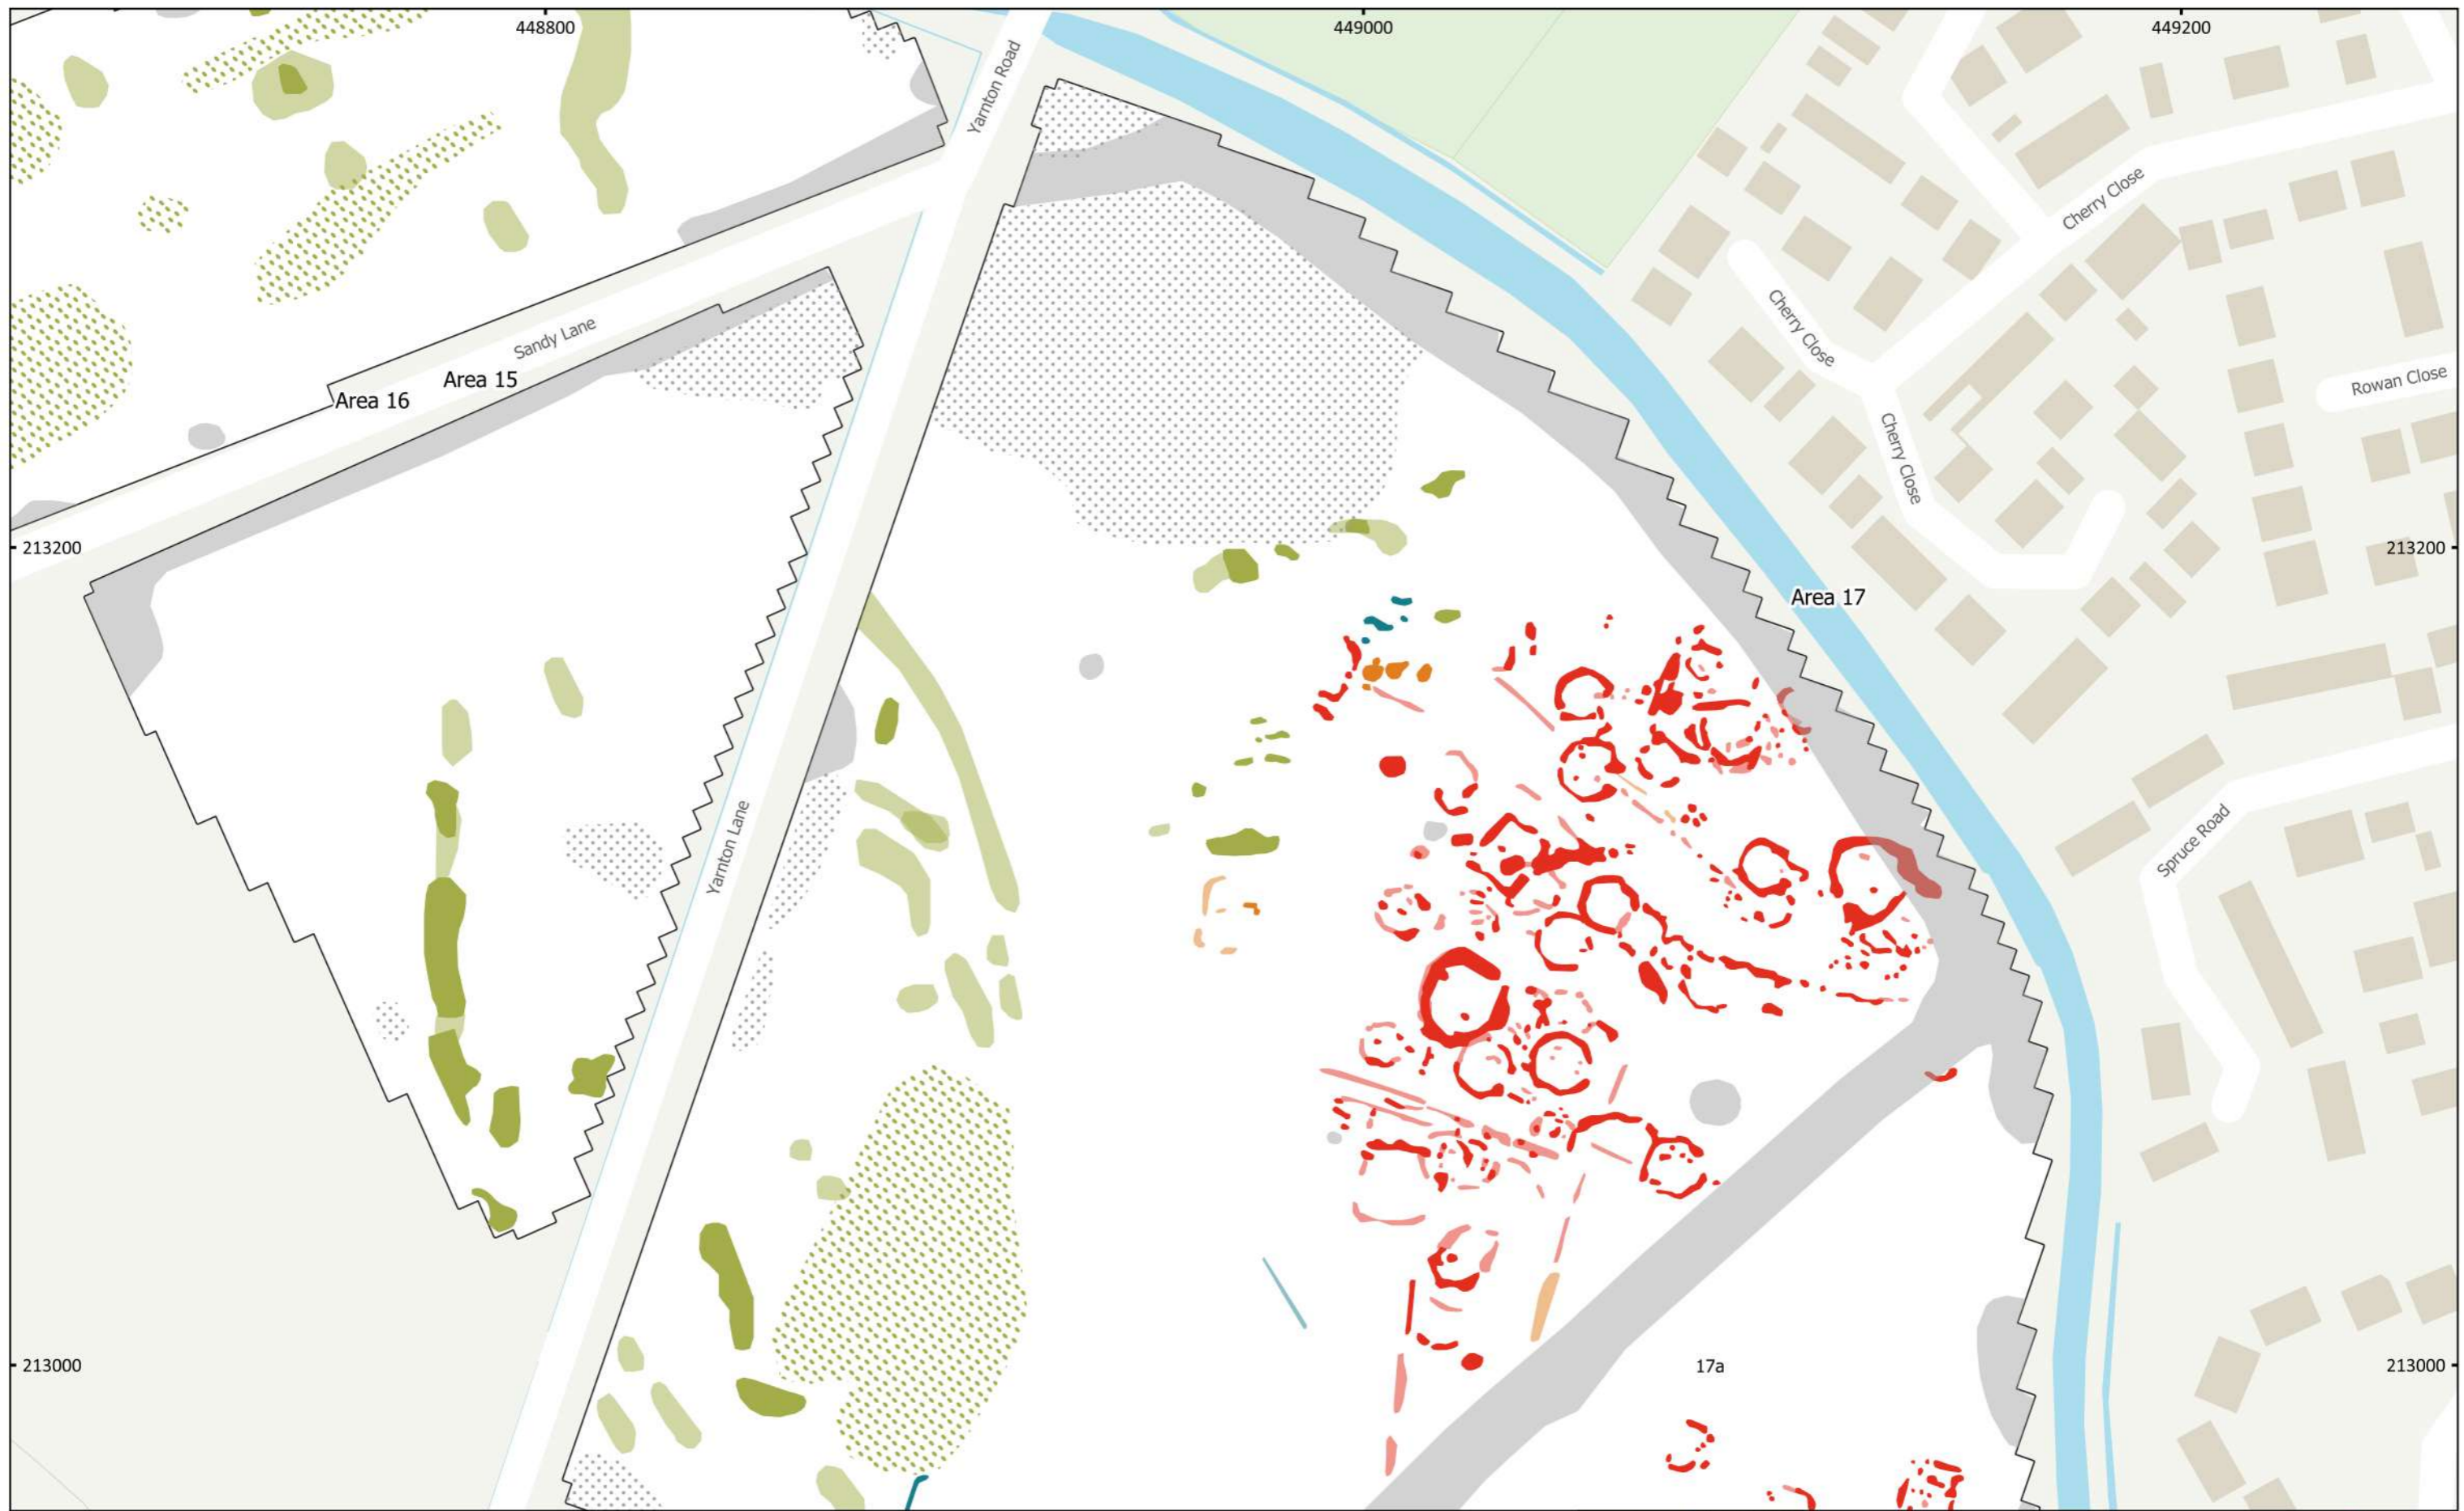 448800
449000
449200
Yarnton Road
Cherry Close
Cherry Close
Sandy Lane
Area 15
Area 16
Rowan Close
Cherry Close
213200
213200
Area 17
Yarnton Lane
Spruce Road
213000
17a
213000